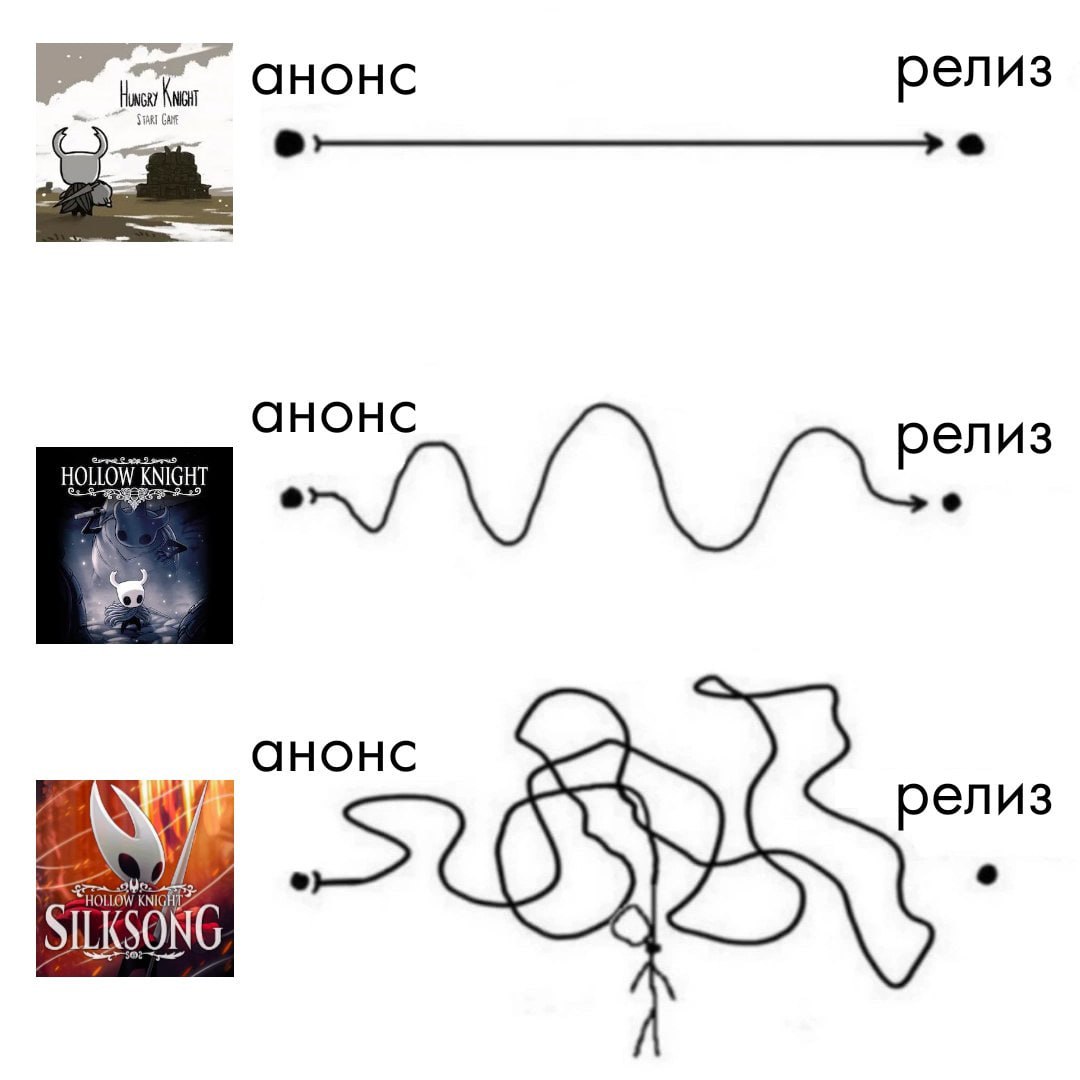 HUNGRY KNIGHT
START GAME
анонс
релиз
HOLLOW KNIGHT
анонс
релиз
HOLLOW KNIGHT
SILKSONG
анонс
релиз